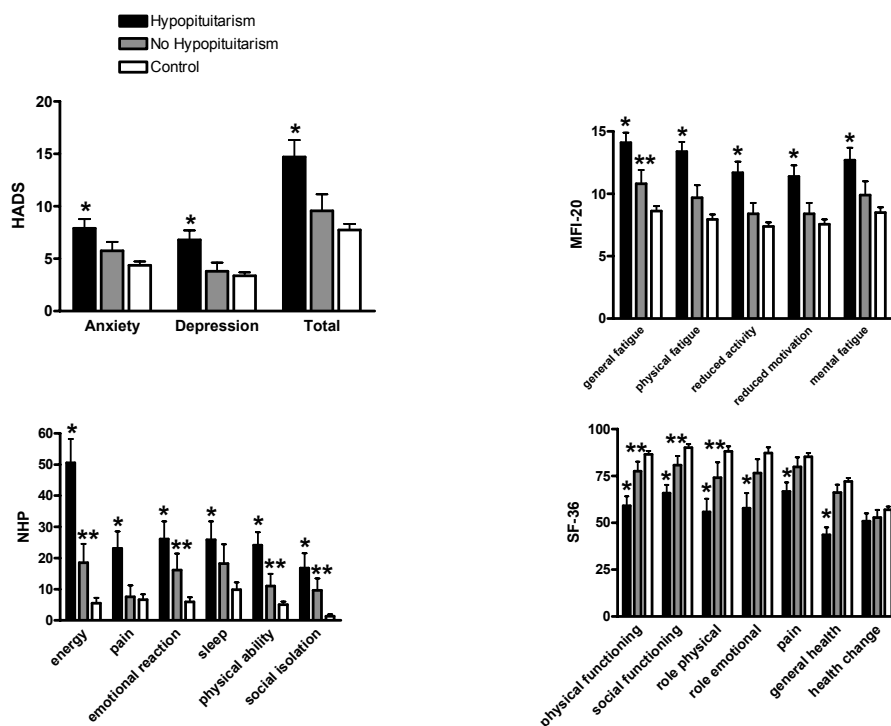 Hypopituitarism
No Hypopituitarism
Control
HADS
20
15
10
5
0
*
*
*
Anxiety
Depression
Total
MFI-20
15
10
5
0
*
**
*
*
*
*
general fatigue
physical fatigue
reduced activity
reduced motivation
mental fatigue
NHP
60
50
40
30
20
10
0
*
**
*
*
**
*
*
**
*
**
energy
pain
emotional reaction
sleep
physical ability
social isolation
SF-36
100
75
50
25
0
*
**
*
**
*
**
*
*
*
physical functioning
social functioning
role physical
role emotional
pain
general health
health change